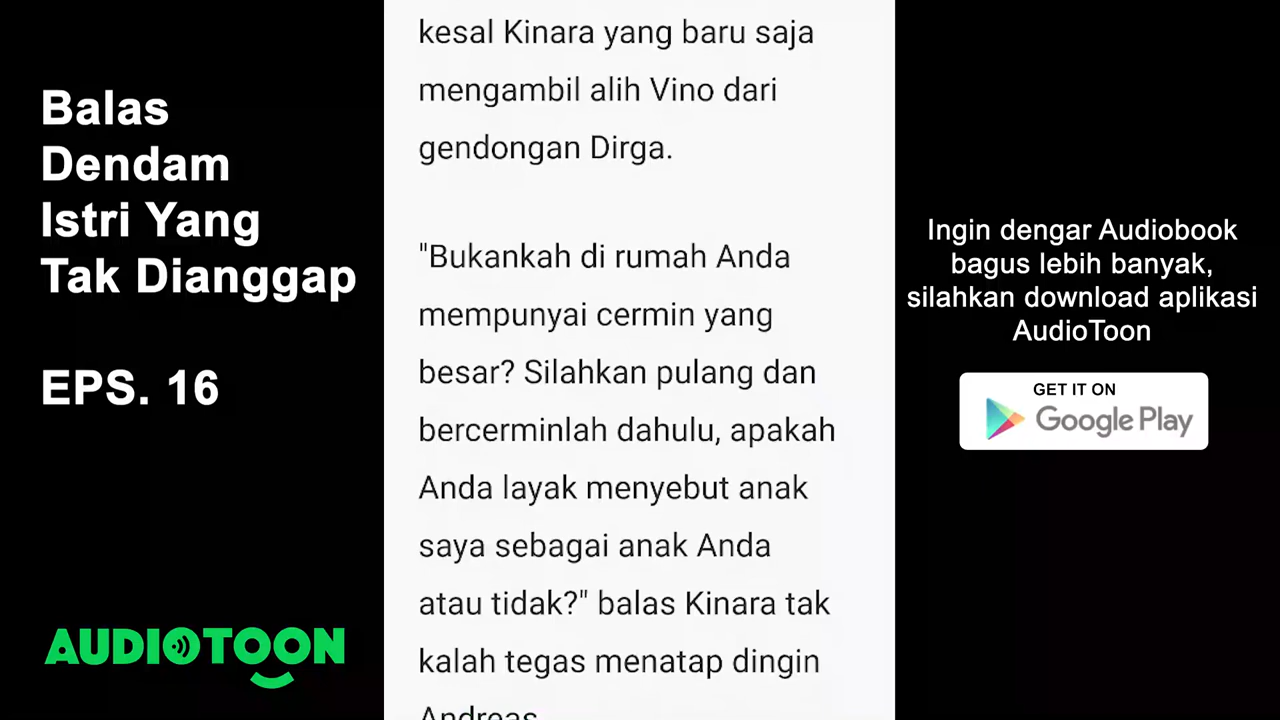 Balas
Dendam
Istri Yang
Tak Dianggap
EPS. 16
AUDIOTOON
kesal Kinara yang baru saja
mengambil alih Vino dari
gendongan Dirga.
"Bukankah di rumah Anda
mempunyai cermin yang
besar? Silahkan pulang dan
bercerminlah dahulu, apakah
Anda layak menyebut anak
saya sebagai anak Anda
atau tidak?" balas Kinara tak
kalah tegas menatap dingin
Andreas.
Ingin dengar Audiobook
bagus lebih banyak,
silahkan download aplikasi
AudioToon
GET IT ON
Google Play